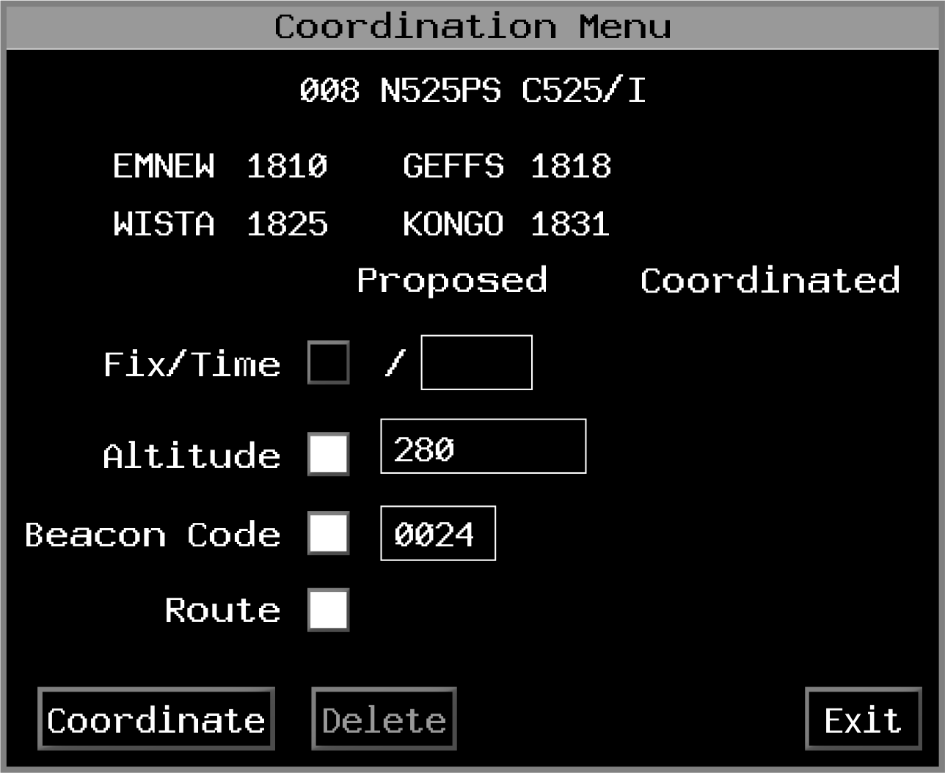 Coordination Menu
008 N525PS C525/I
EMNEW 1810 GEFFS 1818
WISTA 1825 KONGO 1831
Proposed Coordinated
Fix/Time /
Altitude 280
Beacon Code 0024
Route
Coordinate Delete Exit